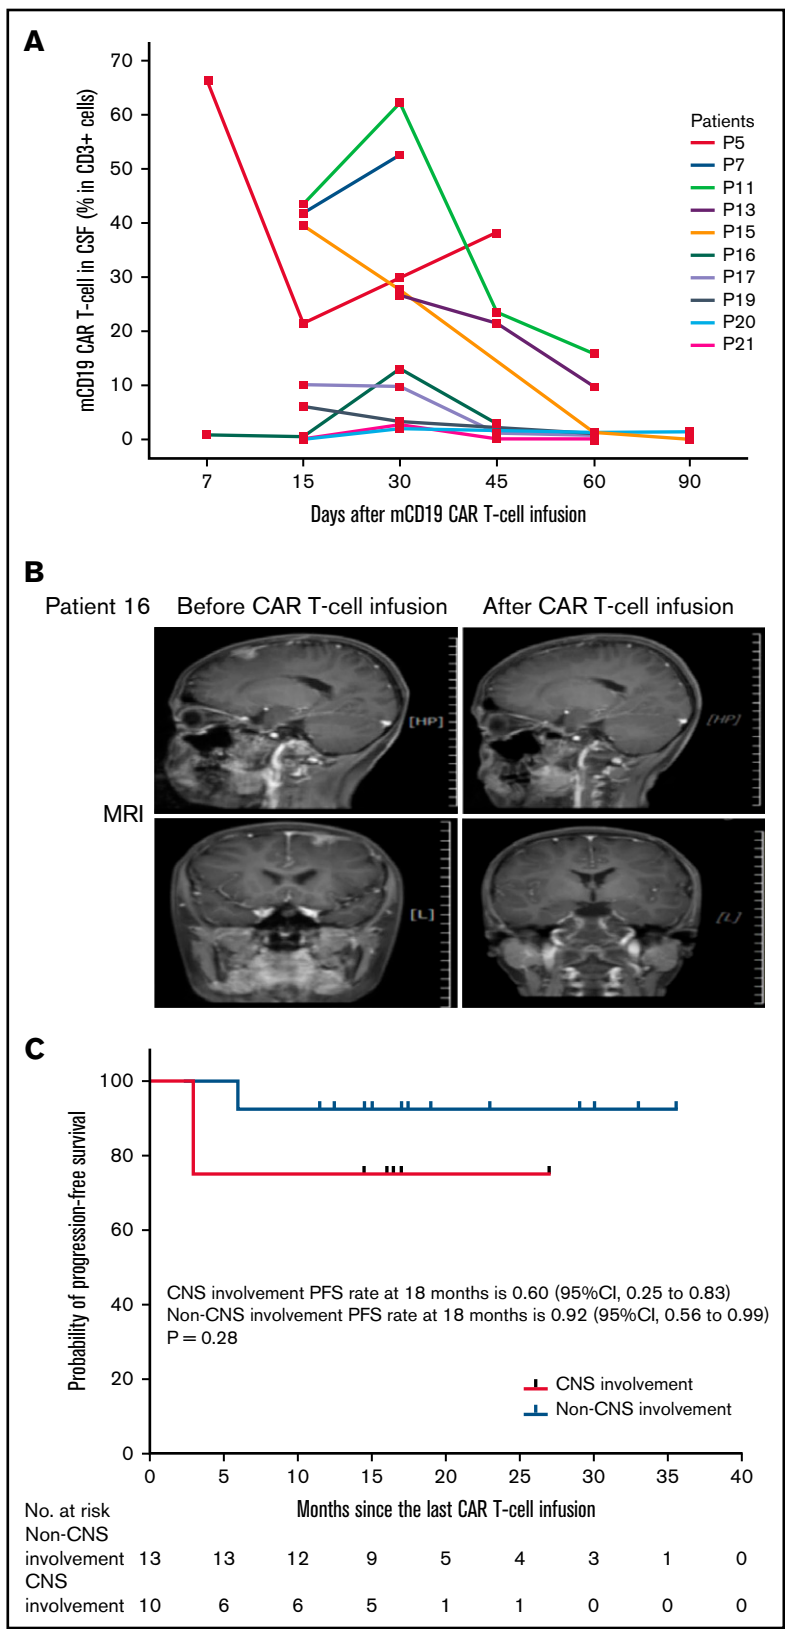 A
70
60
50
40
30
20
10
0
mCD19 CAR T-cell in CSF (% in CD3+ cells)
7 15 30 45 60 90
Days after mCD19 CAR T-cell infusion
Patients
P5
P7
P11
P13
P15
P16
P17
P19
P20
P21
B
Patient 16 Before CAR T-cell infusion After CAR T-cell infusion
[HP] [HP]
MRI
[L] [L]
C
100
80
60
40
20
0
Probability of progression-free survival
CNS involvement PFS rate at 18 months is 0.60 (95%CI, 0.25 to 0.83)
Non-CNS involvement PFS rate at 18 months is 0.92 (95%CI, 0.56 to 0.99)
P = 0.28
CNS involvement
Non-CNS involvement
0 5 10 15 20 25 30 35 40
Months since the last CAR T-cell infusion
No. at risk
Non-CNS
involvement 13 13 12 9 5 4 3 1 0
CNS
involvement 10 6 6 5 1 1 0 0 0